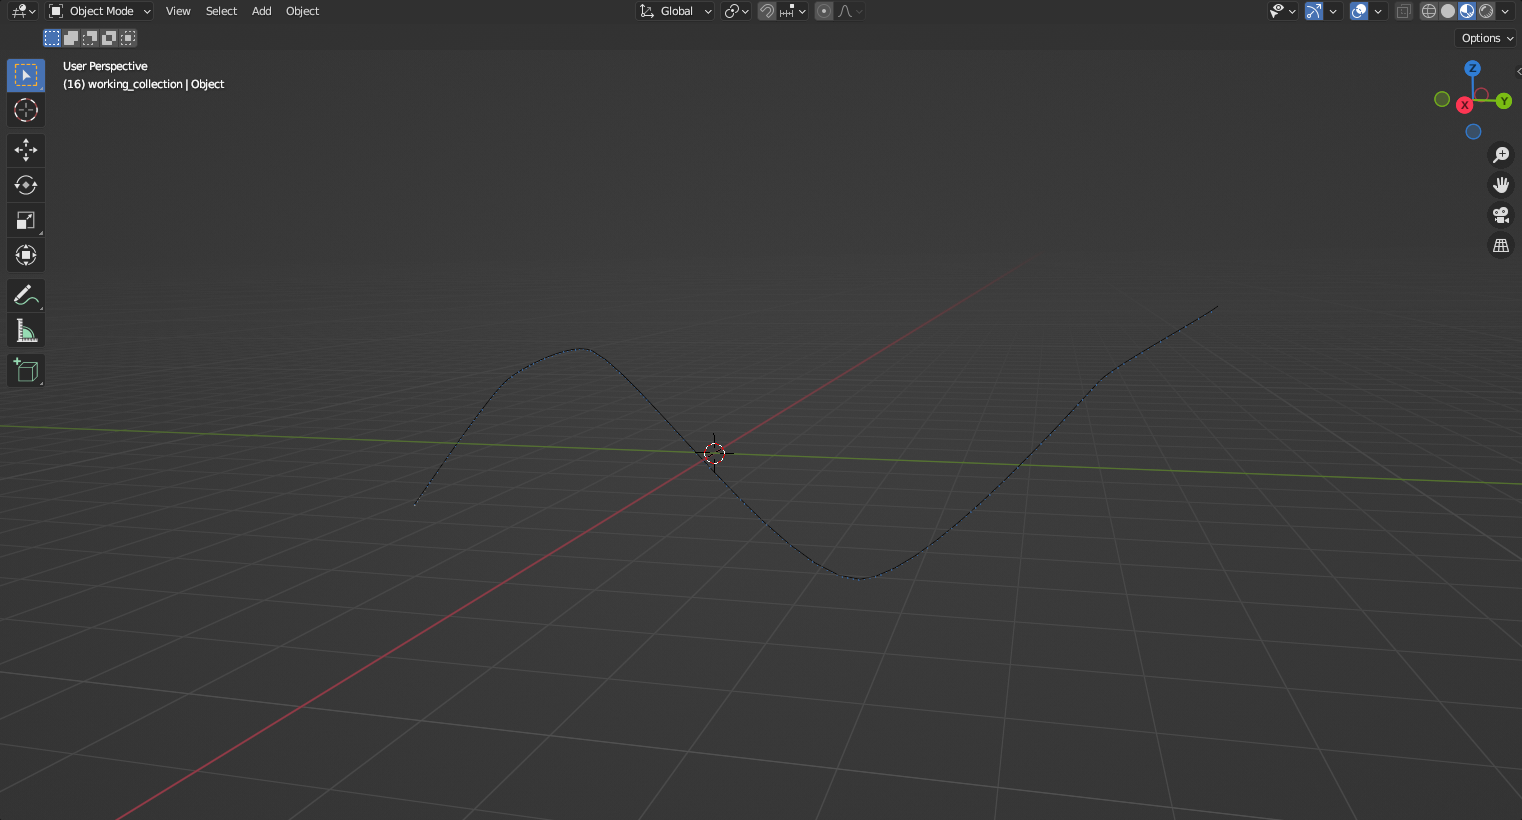 Object Mode View Select Add Object Global
Options
User Perspective
(16) working_collection | Object
Z
X Y